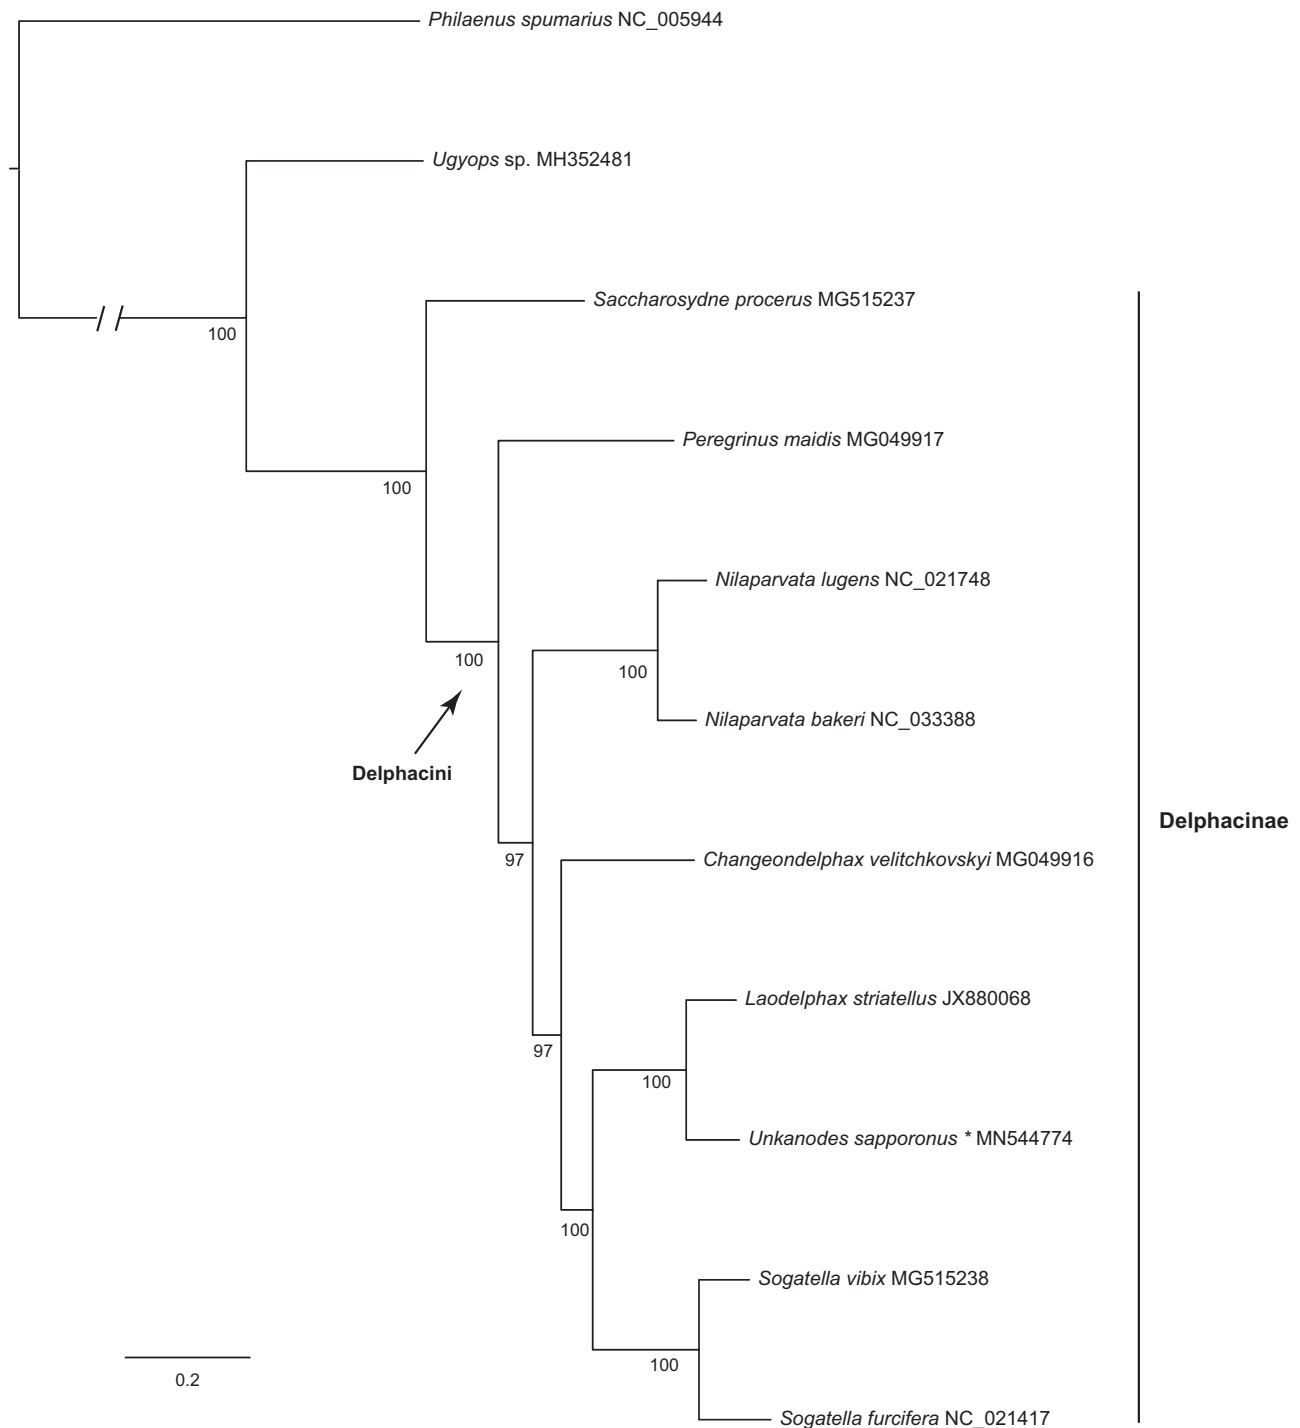 Philaenus spumarius NC_005944
Ugyops sp. MH352481
Saccharosydne procerus MG515237
100
Peregrinus maidis MG049917
100
Nilaparvata lugens NC_021748
100
100
Nilaparvata bakeri NC_033388
Delphacini
Delphacinae
97
Changeondelphax velitchkovskyi MG049916
Laodelphax striatellus JX880068
97
100
Unkanodes sapporonus * MN544774
100
Sogatella vibix MG515238
100
0.2
Sogatella furcifera NC_021417